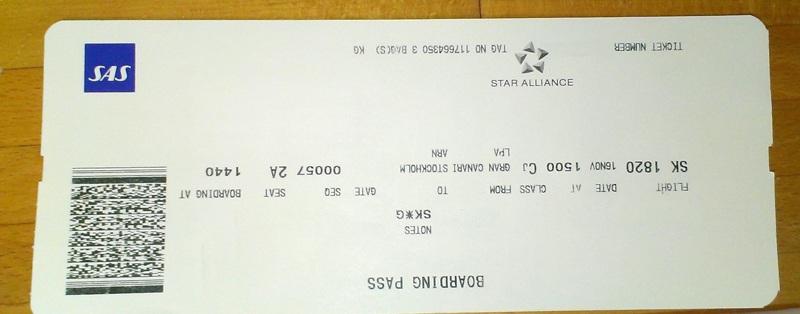 SAS
STAR ALLIANCE
BOARDING PASS
NOTES
SK*G
FLIGHT DATE AT CLASS FROM TO GATE SEQ SEAT BOARDING AT
SK 1820 16NOV 1500 CJ GRAN CANARI STOCKHOLM 00057 2A 1440
LPA ARN
TICKET NUMBER TAG NO 117664350 3 BAG(S) KG